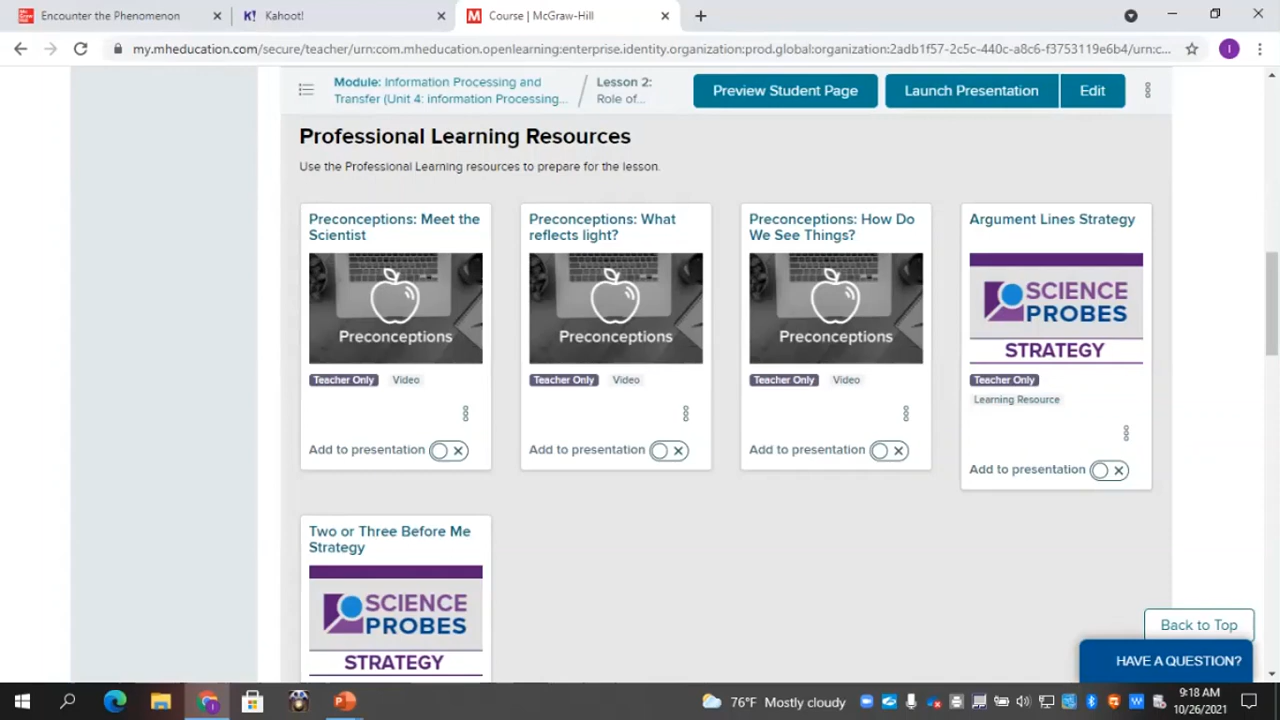 Encounter the Phenomenon
K! Kahoot!
M Course | McGraw-Hill
my.mheducation.com/secure/teacher/urn:com.mheducation.openlearning:enterprise.identity.organization:prod.global:organization:2adb1f57-2c5c-440c-a8c6-f3753119e6b4/urn:c...
I
Module: Information Processing and
Transfer (Unit 4: information Processing...
Lesson 2:
Role of...
Preview Student Page
Launch Presentation
Edit
Professional Learning Resources
Use the Professional Learning resources to prepare for the lesson.
Preconceptions: Meet the
Scientist
Preconceptions
Teacher Only
Video
Add to presentation
Preconceptions: What
reflects light?
Preconceptions
Teacher Only
Video
Add to presentation
Preconceptions: How Do
We See Things?
Preconceptions
Teacher Only
Video
Add to presentation
Argument Lines Strategy
SCIENCE
PROBES
STRATEGY
Teacher Only
Learning Resource
Add to presentation
Two or Three Before Me
Strategy
SCIENCE
PROBES
STRATEGY
Back to Top
HAVE A QUESTION?
76°F Mostly cloudy
9:18 AM
10/26/2021